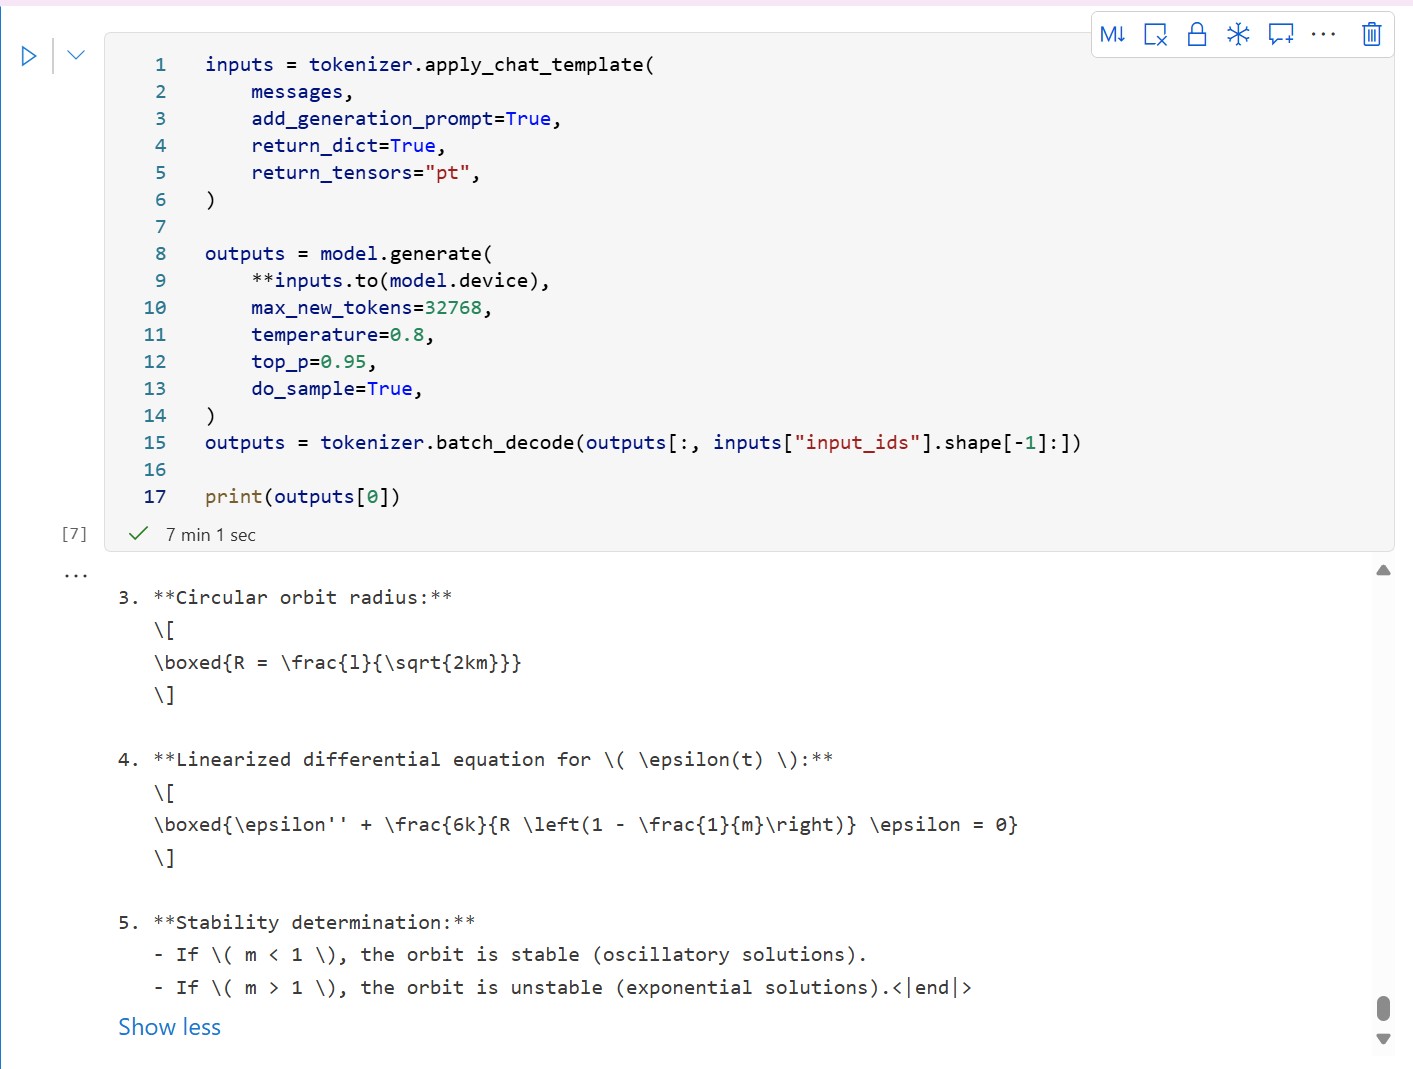 M↓
1 inputs = tokenizer.apply_chat_template(
2     messages,
3     add_generation_prompt=True,
4     return_dict=True,
5     return_tensors="pt",
6 )
7
8 outputs = model.generate(
9     **inputs.to(model.device),
10     max_new_tokens=32768,
11     temperature=0.8,
12     top_p=0.95,
13     do_sample=True,
14 )
15 outputs = tokenizer.batch_decode(outputs[:, inputs["input_ids"].shape[-1]:])
16
17 print(outputs[0])
[7] 7 min 1 sec
...
3. **Circular orbit radius:**
\[
\boxed{R = \frac{l}{\sqrt{2km}}}
\]
4. **Linearized differential equation for \( \epsilon(t) \):**
\[
\boxed{\epsilon'' + \frac{6k}{R \left(1 - \frac{1}{m}\right)} \epsilon = 0}
\]
5. **Stability determination:**
- If \( m < 1 \), the orbit is stable (oscillatory solutions).
- If \( m > 1 \), the orbit is unstable (exponential solutions).<|end|>
Show less